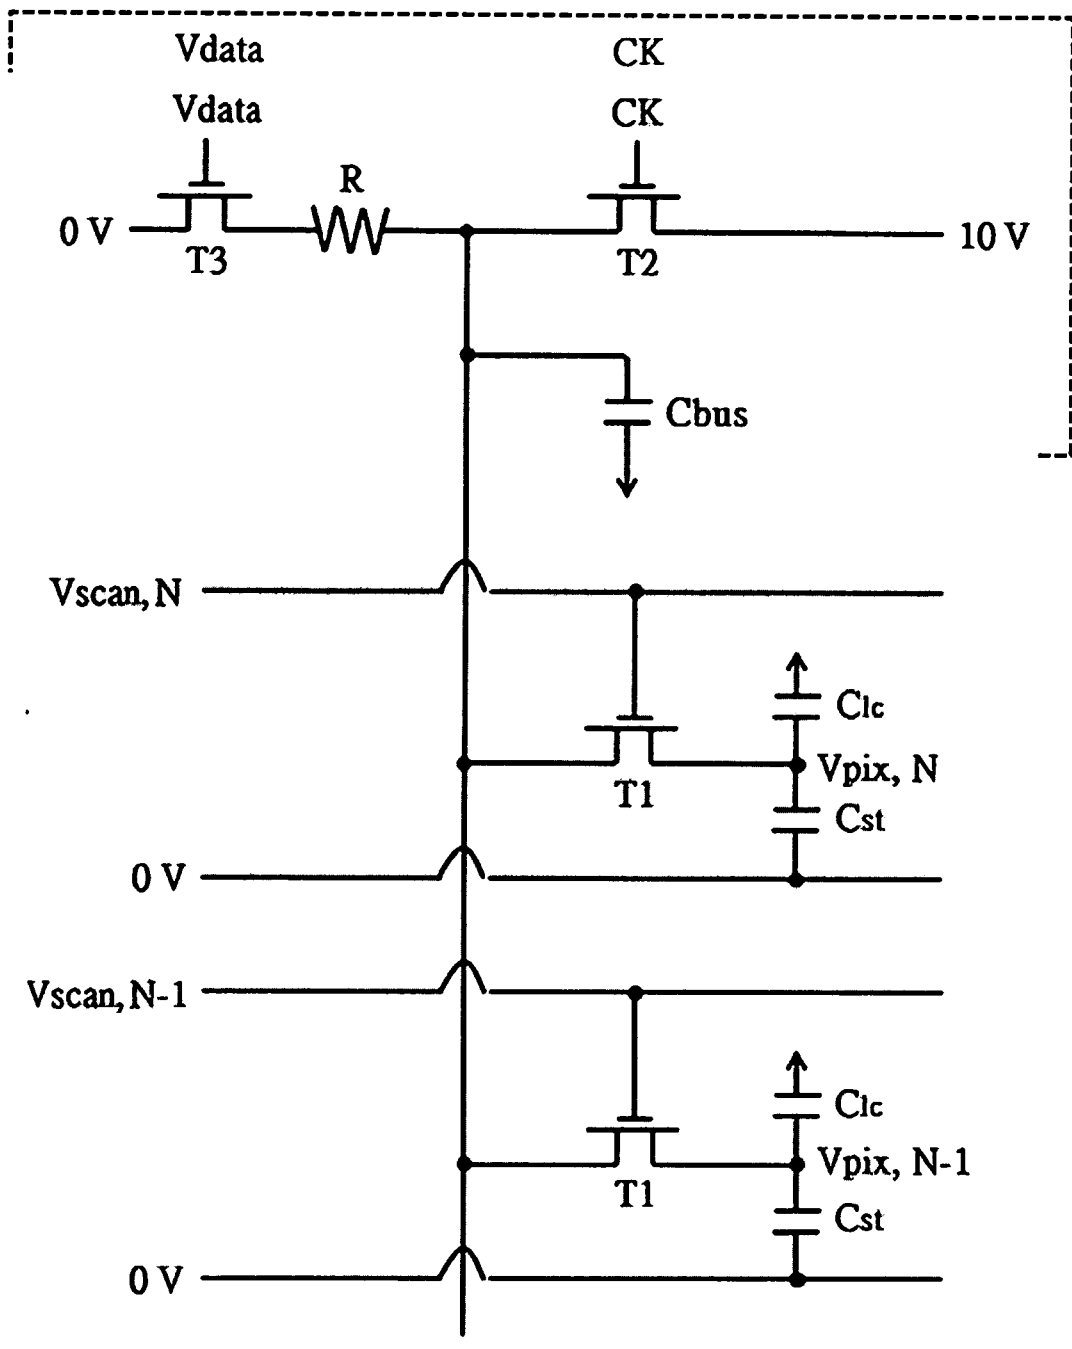 Vdata CK
Vdata CK
R
0 V T3 T2 10 V
Cbus
Vscan, N
Clc
Vpix, N
T1
Cst
0 V
Vscan, N-1
Clc
Vpix, N-1
T1
Cst
0 V